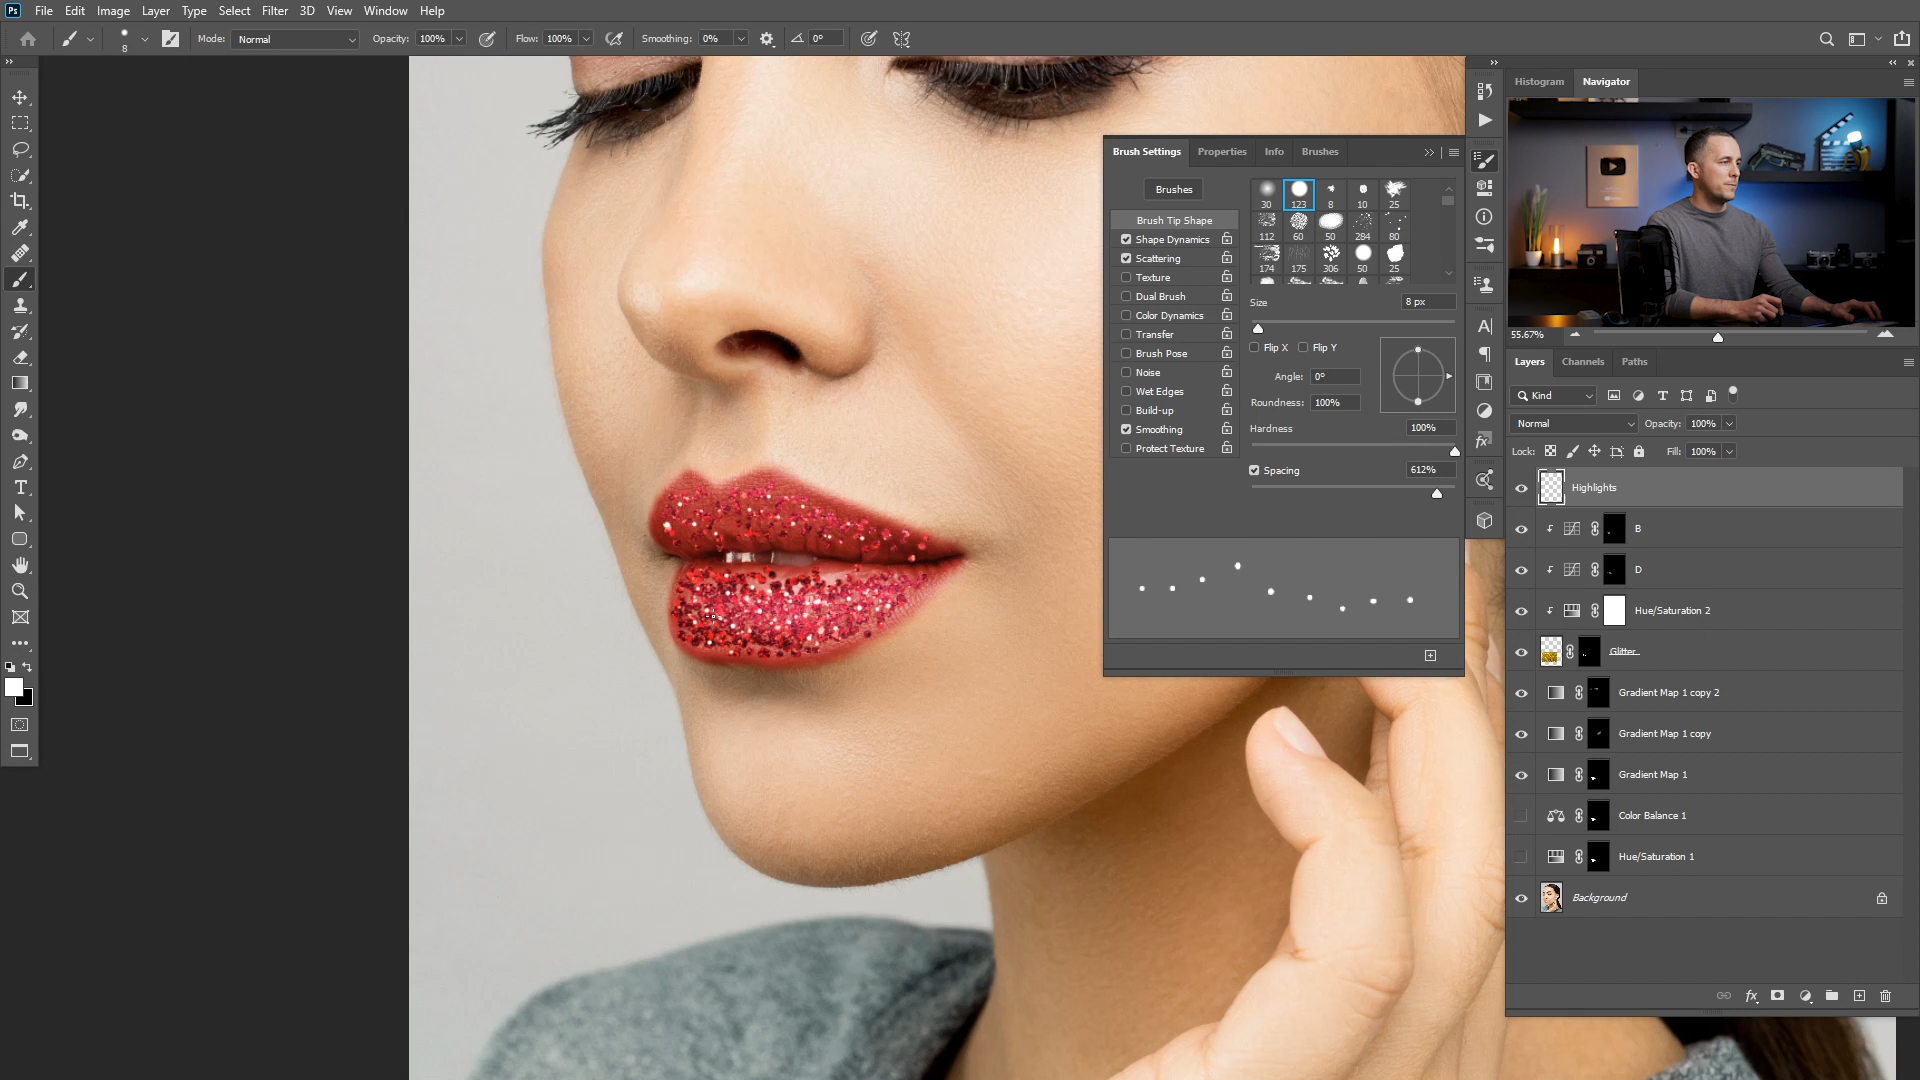 Ps File Edit Image Layer Type Select Filter 3D View Window Help
8 Mode: Normal Opacity: 100% Flow: 100% Smoothing: 0% 0°
Histogram Navigator
55.67%
Brush Settings Properties Info Brushes
Brushes
30 123 8 10 25
112 60 50 284 80
174 175 306 50 25
Brush Tip Shape
Shape Dynamics
Scattering
Texture
Dual Brush
Color Dynamics
Transfer
Brush Pose
Noise
Wet Edges
Build-up
Smoothing
Protect Texture
Size 8 px
Flip X Flip Y
Angle: 0°
Roundness: 100%
Hardness 100%
Spacing 612%
Layers Channels Paths
Kind
Normal Opacity: 100%
Lock: Fill: 100%
Highlights
B
D
Hue/Saturation 2
Glitter
Gradient Map 1 copy 2
Gradient Map 1 copy
Gradient Map 1
Color Balance 1
Hue/Saturation 1
Background